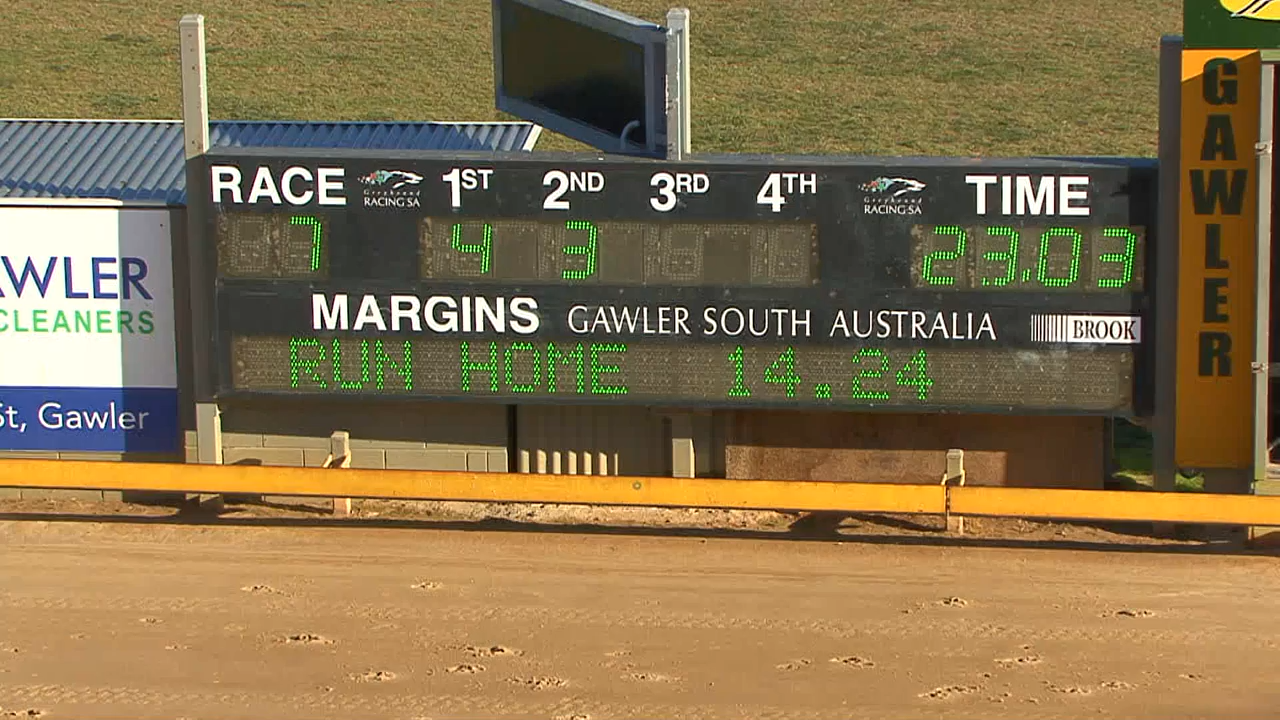 RACE
Greyhound
RACING SA
1ST 2ND 3RD 4TH
Greyhound
RACING SA
TIME
7 4 3 23.03
MARGINS GAWLER SOUTH AUSTRALIA BROOK
RUN HOME 14.24
AWLER
CLEANERS
St, Gawler
GAWLER